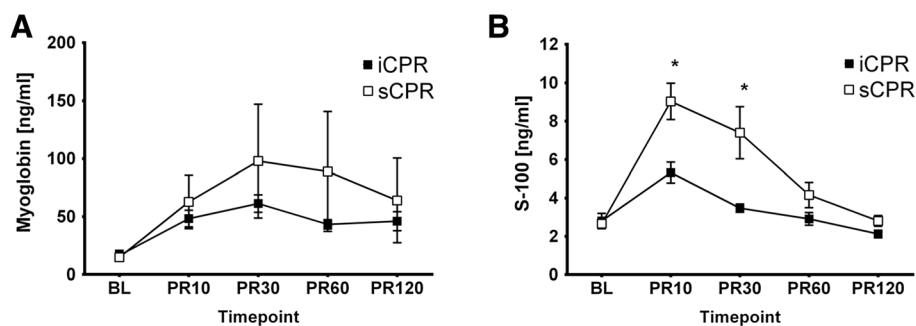 A
Myoglobin [ng/ml]
200
150
100
50
0
iCPR
sCPR
BL PR10 PR30 PR60 PR120
Timepoint
B
S-100 [ng/ml]
12
10
8
6
4
2
0
* *
iCPR
sCPR
BL PR10 PR30 PR60 PR120
Timepoint